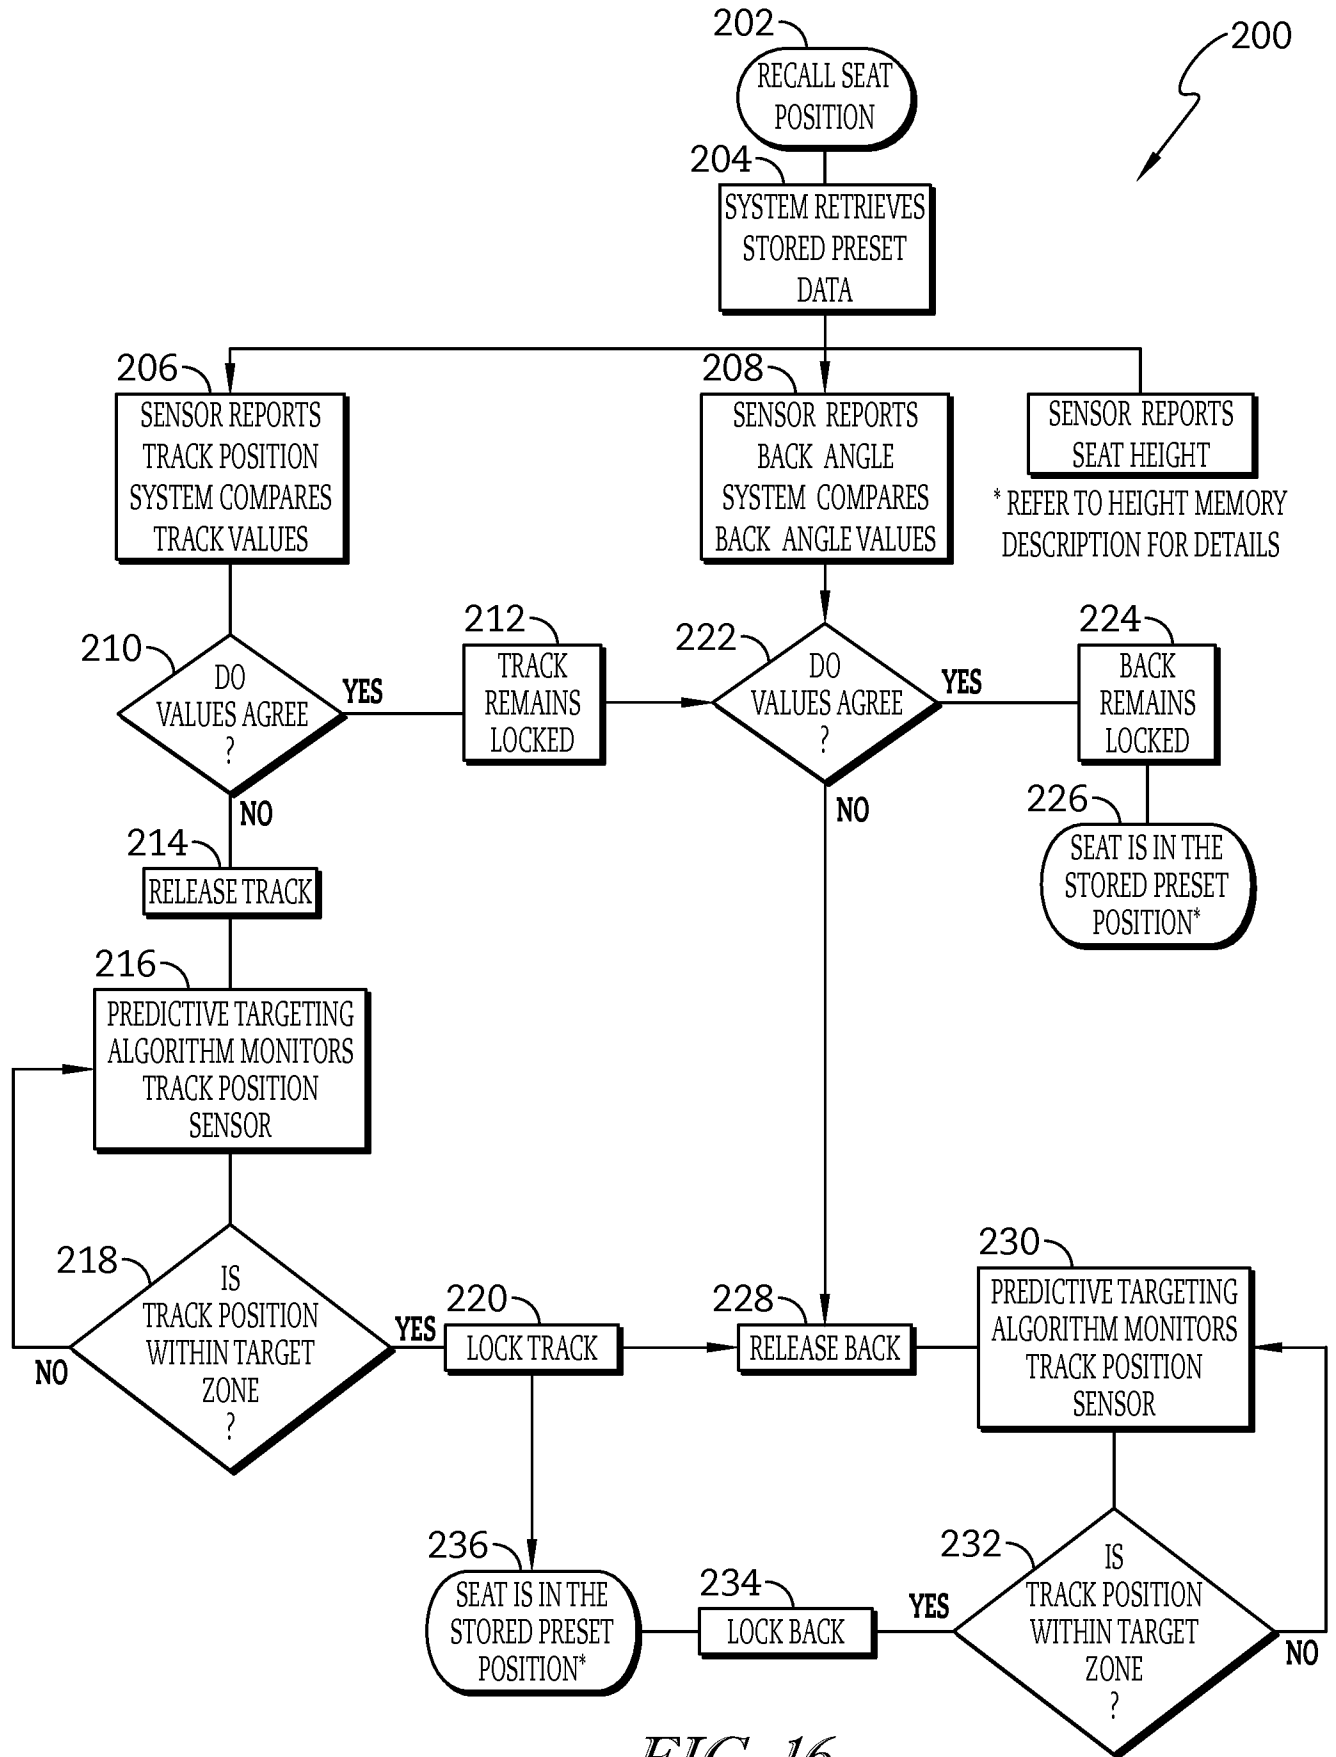 202
200
RECALL SEAT
POSITION
204
SYSTEM RETRIEVES
STORED PRESET
DATA
206
SENSOR REPORTS
TRACK POSITION
SYSTEM COMPARES
TRACK VALUES
208
SENSOR REPORTS
BACK ANGLE
SYSTEM COMPARES
BACK ANGLE VALUES
SENSOR REPORTS
SEAT HEIGHT
* REFER TO HEIGHT MEMORY
DESCRIPTION FOR DETAILS
210
DO
VALUES AGREE
?
YES
NO
212
TRACK
REMAINS
LOCKED
222
DO
VALUES AGREE
?
YES
NO
224
BACK
REMAINS
LOCKED
226
SEAT IS IN THE
STORED PRESET
POSITION*
214
RELEASE TRACK
216
PREDICTIVE TARGETING
ALGORITHM MONITORS
TRACK POSITION
SENSOR
218
IS
TRACK POSITION
WITHIN TARGET
ZONE
?
NO
YES
220
LOCK TRACK
228
RELEASE BACK
230
PREDICTIVE TARGETING
ALGORITHM MONITORS
TRACK POSITION
SENSOR
232
IS
TRACK POSITION
WITHIN TARGET
ZONE
?
YES
NO
234
LOCK BACK
236
SEAT IS IN THE
STORED PRESET
POSITION*
FIG. 16